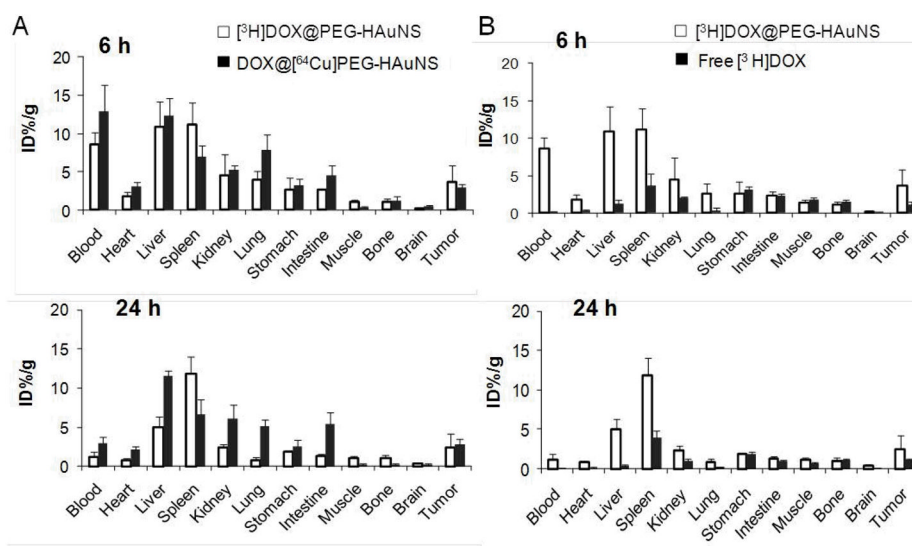 A
6 h
[³H]DOX@PEG-HAuNS
DOX@[⁶⁴Cu]PEG-HAuNS
ID%/g
20
15
10
5
0
Blood Heart Liver Spleen Kidney Lung Stomach Intestine Muscle Bone Brain Tumor
B
6 h
[³H]DOX@PEG-HAuNS
Free [³ H]DOX
ID%/g
20
15
10
5
0
Blood Heart Liver Spleen Kidney Lung Stomach Intestine Muscle Bone Brain Tumor
24 h
ID%/g
20
15
10
5
0
Blood Heart Liver Spleen Kidney Lung Stomach Intestine Muscle Bone Brain Tumor
24 h
ID%/g
20
15
10
5
0
Blood Heart Liver Spleen Kidney Lung Stomach Intestine Muscle Bone Brain Tumor